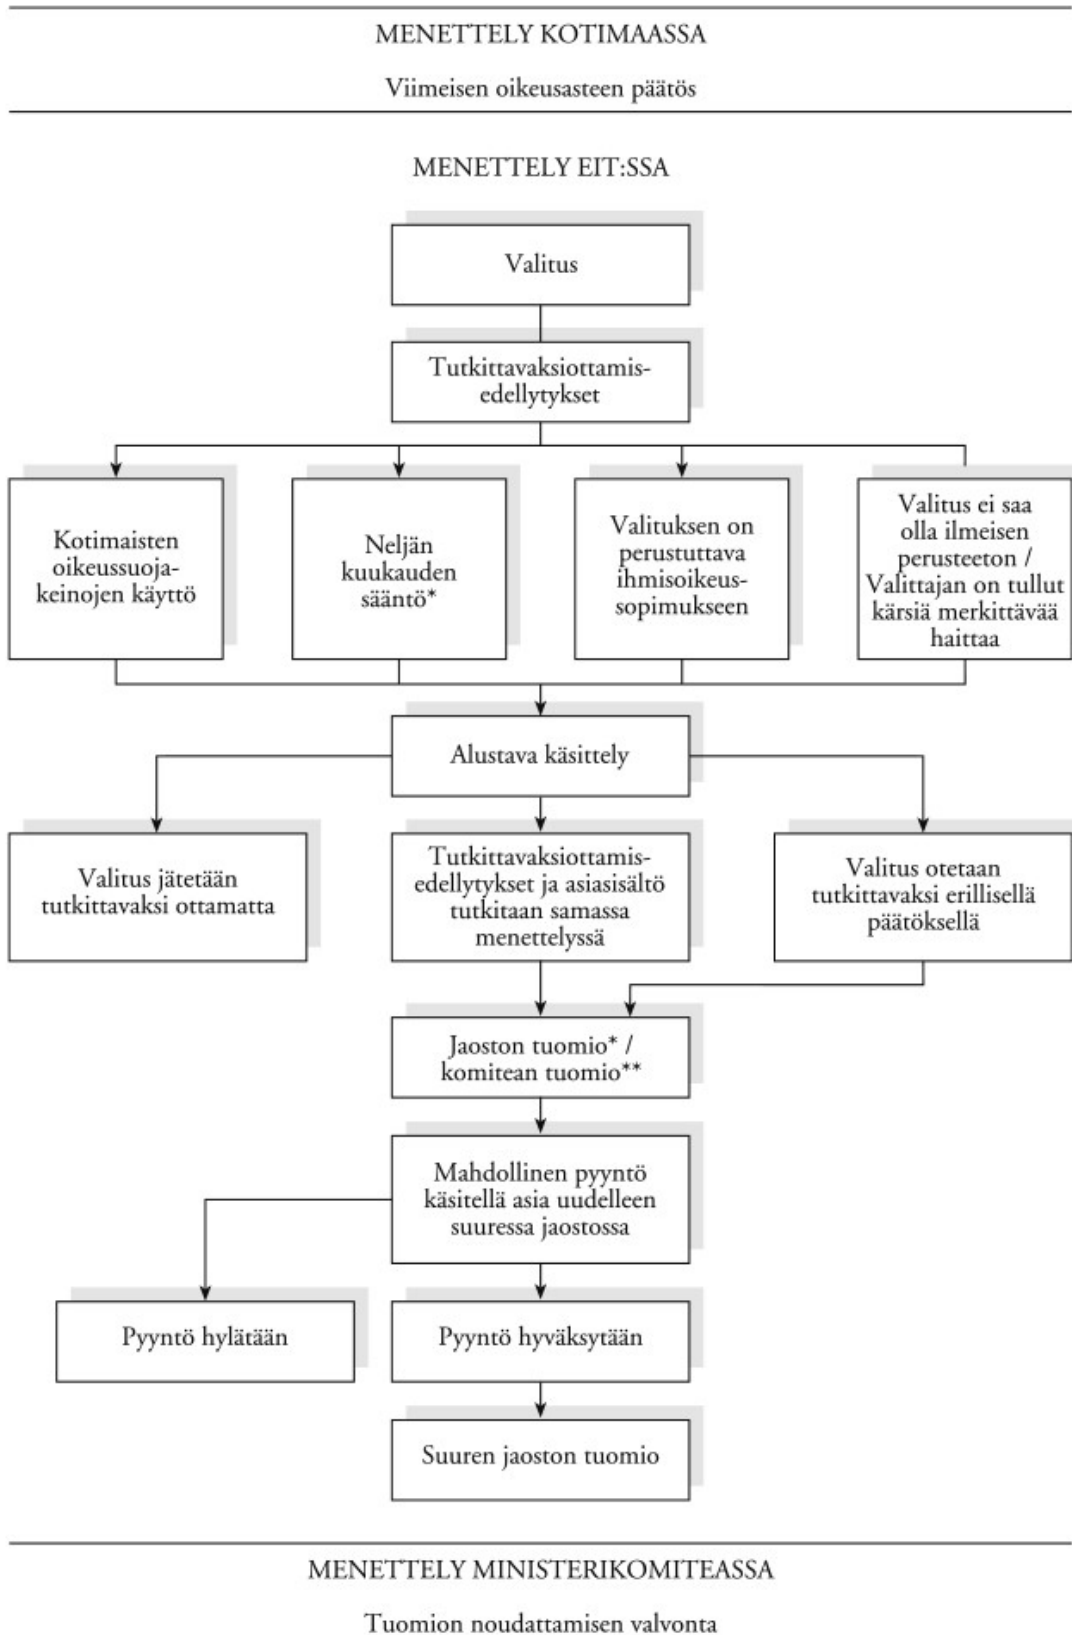 MENETTELY KOTIMAASSA
Viimeisen oikeusasteen päätös
MENETTELY EIT:SSA
Valitus
Tutkittavaksiottamis-
edellytykset
Kotimaisten
oikeussuoja-
keinojen käyttö
Neljän
kuukauden
sääntö*
Valituksen on
perustuttava
ihmisoikeus-
sopimukseen
Valitus ei saa
olla ilmeisen
perusteeton /
Valittajan on tullut
kärsiä merkittävää
haittaa
Alustava käsittely
Valitus jätetään
tutkittavaksi ottamatta
Tutkittavaksiottamis-
edellytykset ja asiasisältö
tutkitaan samassa
menettelyssä
Valitus otetaan
tutkittavaksi erillisellä
päätöksellä
Jaoston tuomio* /
komitean tuomio**
Mahdollinen pyyntö
käsitellä asia uudelleen
suuressa jaostossa
Pyyntö hylätään
Pyyntö hyväksytään
Suuren jaoston tuomio
MENETTELY MINISTERIKOMITEASSA
Tuomion noudattamisen valvonta